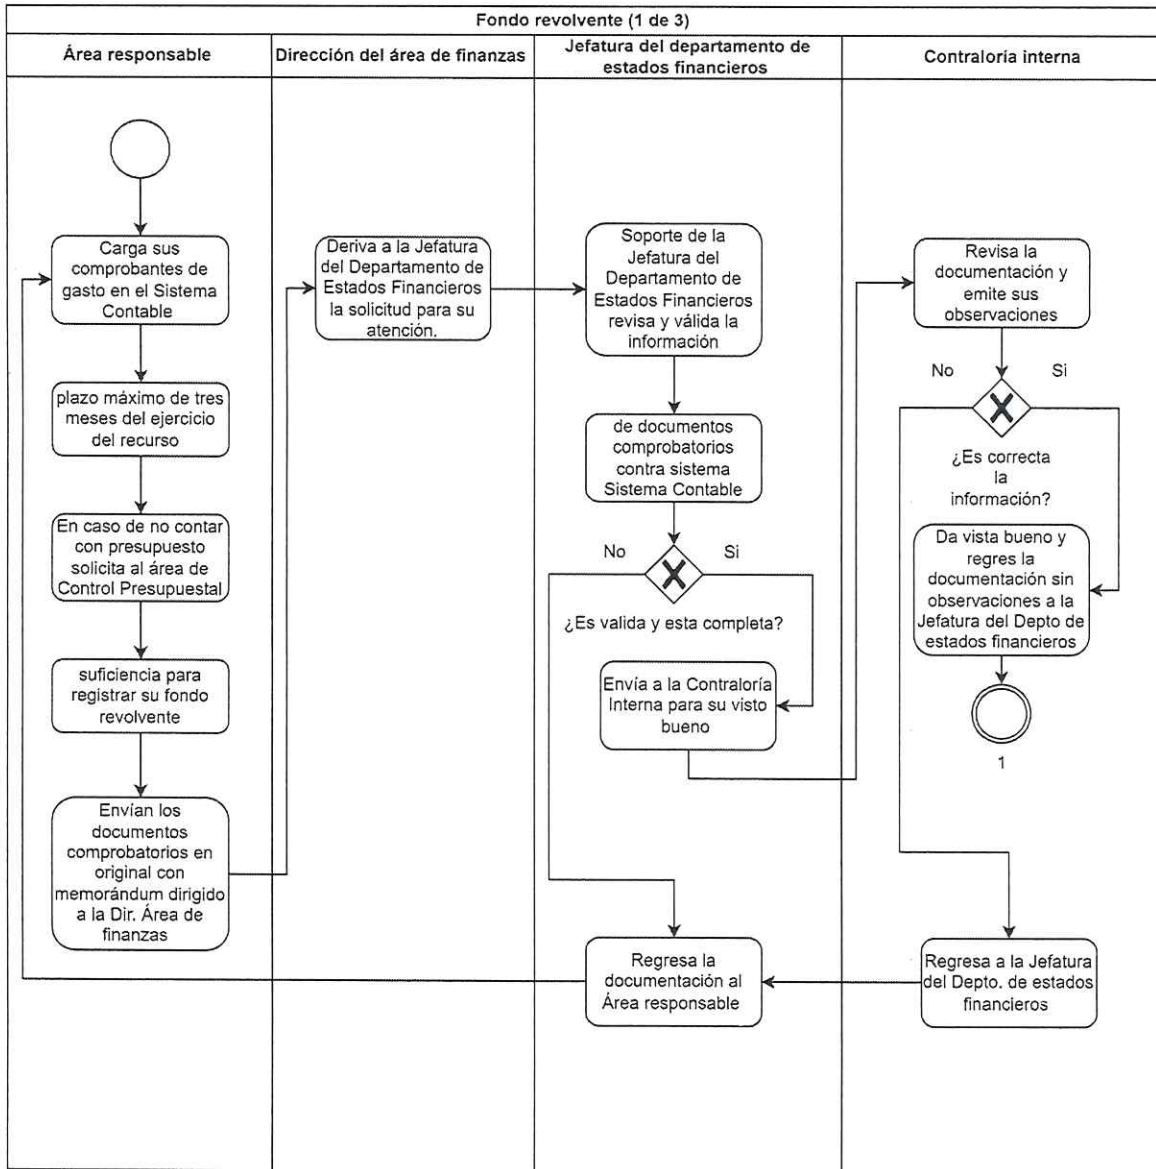 Fondo revolvente (1 de 3)
Área responsable
Dirección del área de finanzas
Jefatura del departamento de
estados financieros
Contraloría interna
Carga sus
comprobantes de
gasto en el Sistema
Contable
plazo máximo de tres
meses del ejercicio
del recurso
En caso de no contar
con presupuesto
solicita al área de
Control Presupuestal
suficiencia para
registrar su fondo
revolvente
Envían los
documentos
comprobatorios en
original con
memorándum dirigido
a la Dir. Área de
finanzas
Deriva a la Jefatura
del Departamento de
Estados Financieros
la solicitud para su
atención.
Soporte de la
Jefatura del
Departamento de
Estados Financieros
revisa y válida la
información
de documentos
comprobatorios
contra sistema
Sistema Contable
No
Si
¿Es valida y esta completa?
Envía a la Contraloría
Interna para su visto
bueno
Regresa la
documentación al
Área responsable
Revisa la
documentación y
emite sus
observaciones
No
Si
¿Es correcta
la
información?
Da vista bueno y
regres la
documentación sin
observaciones a la
Jefatura del Depto de
estados financieros
1
Regresa a la Jefatura
del Depto. de estados
financieros